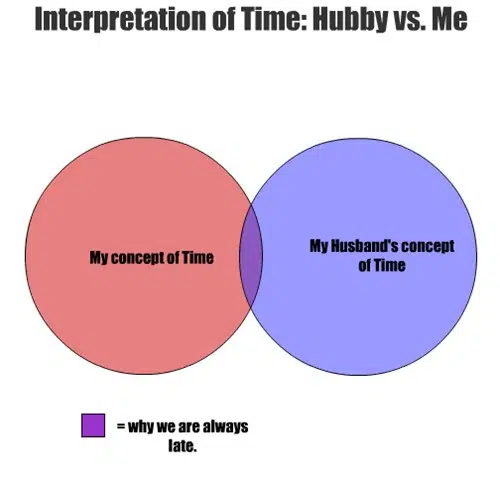 Interpretation of Time: Hubby vs. Me
My concept of Time
My Husband's concept
of Time
= why we are always
late.